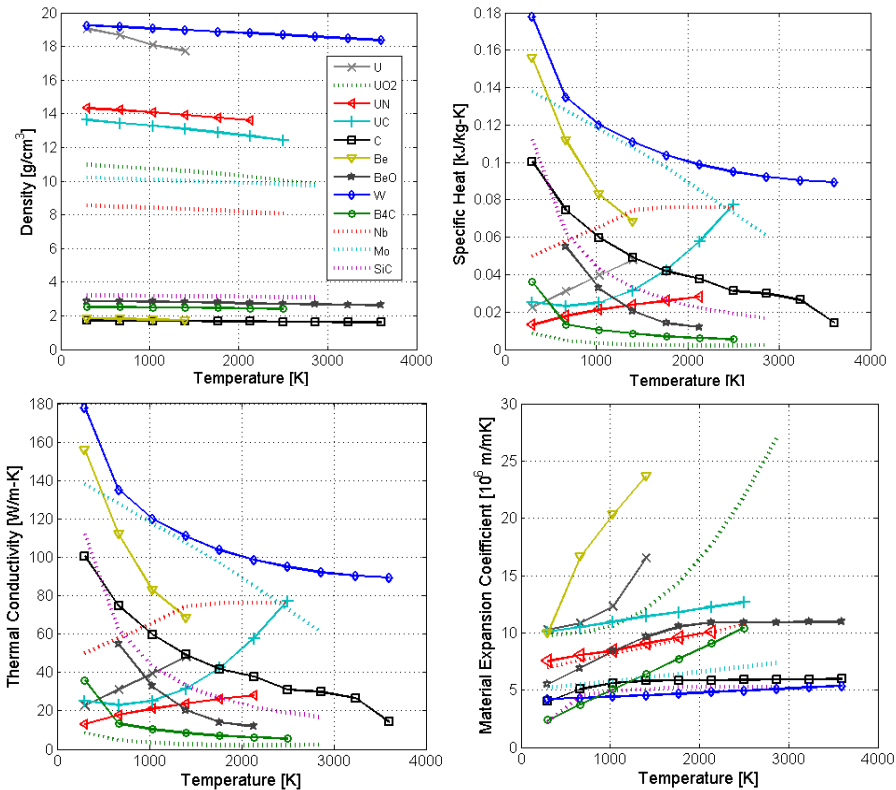 20
18
16
14
12
10
8
6
4
2
0
Density [g/cm³]
U
UO2
UN
UC
C
Be
BeO
W
B4C
Nb
Mo
SiC
0 1000 2000 3000 4000
Temperature [K]
0.18
0.16
0.14
0.12
0.1
0.08
0.06
0.04
0.02
0
Specific Heat [kJ/kg-K]
0 1000 2000 3000 4000
Temperature [K]
180
160
140
120
100
80
60
40
20
0
Thermal Conductivity [W/m-K]
0 1000 2000 3000 4000
Temperature [K]
30
25
20
15
10
5
0
Material Expansion Coeifficient [10⁶ m/mK]
0 1000 2000 3000 4000
Temperature [K]